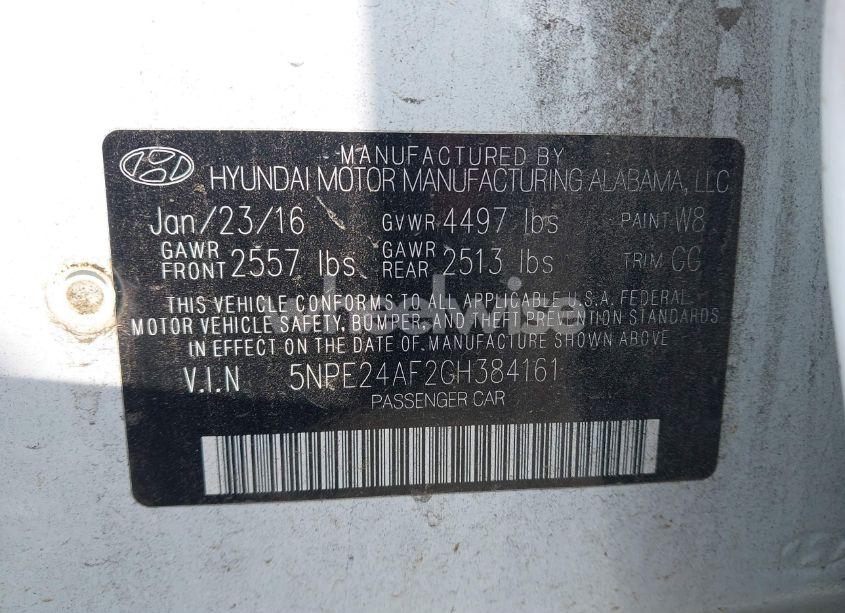 MANUFACTURED BY
HYUNDAI MOTOR MANUFACTURING ALABAMA, LLC
Jan/23/16 GVWR 4497 lbs PAINT W8
GAWR FRONT 2557 lbs GAWR REAR 2513 lbs TRIM GG
THIS VEHICLE CONFORMS TO ALL APPLICABLE U.S.A. FEDERAL
MOTOR VEHICLE SAFETY, BUMPER, AND THEFT PREVENTION STANDARDS
IN EFFECT ON THE DATE OF MANUFACTURE SHOWN ABOVE
V.I.N 5NPE24AF2GH384161
PASSENGER CAR
wheelwise